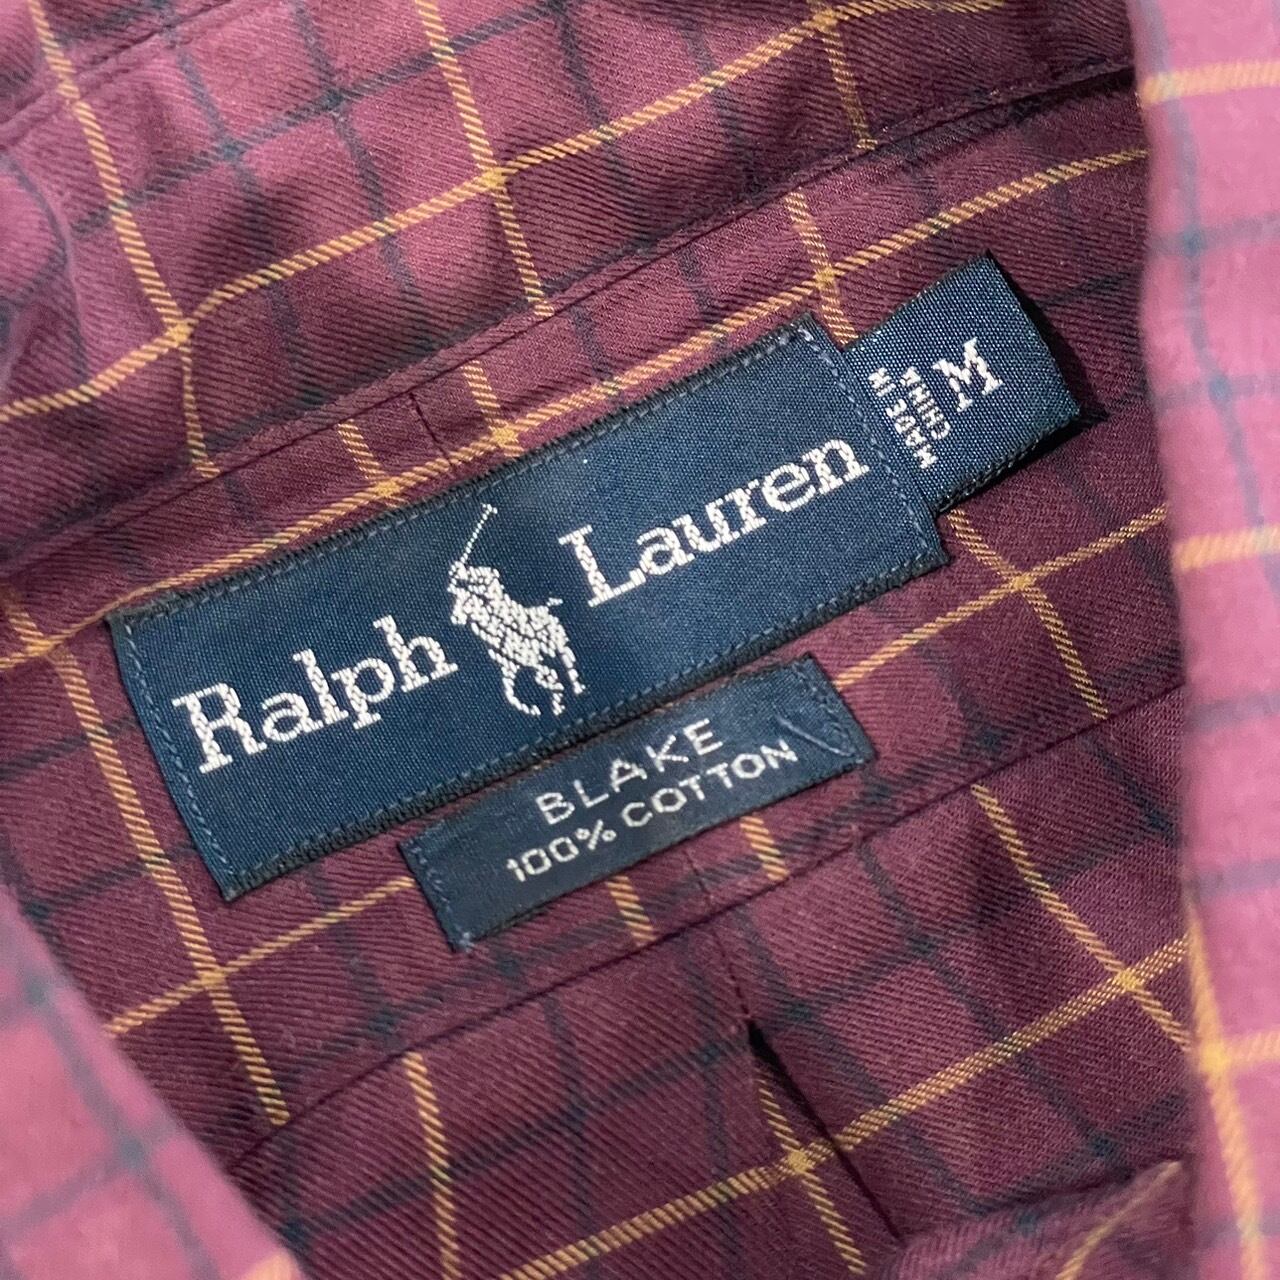 Ralph Lauren
MADE IN
CHINA
M
BLAKE
100% COTTON